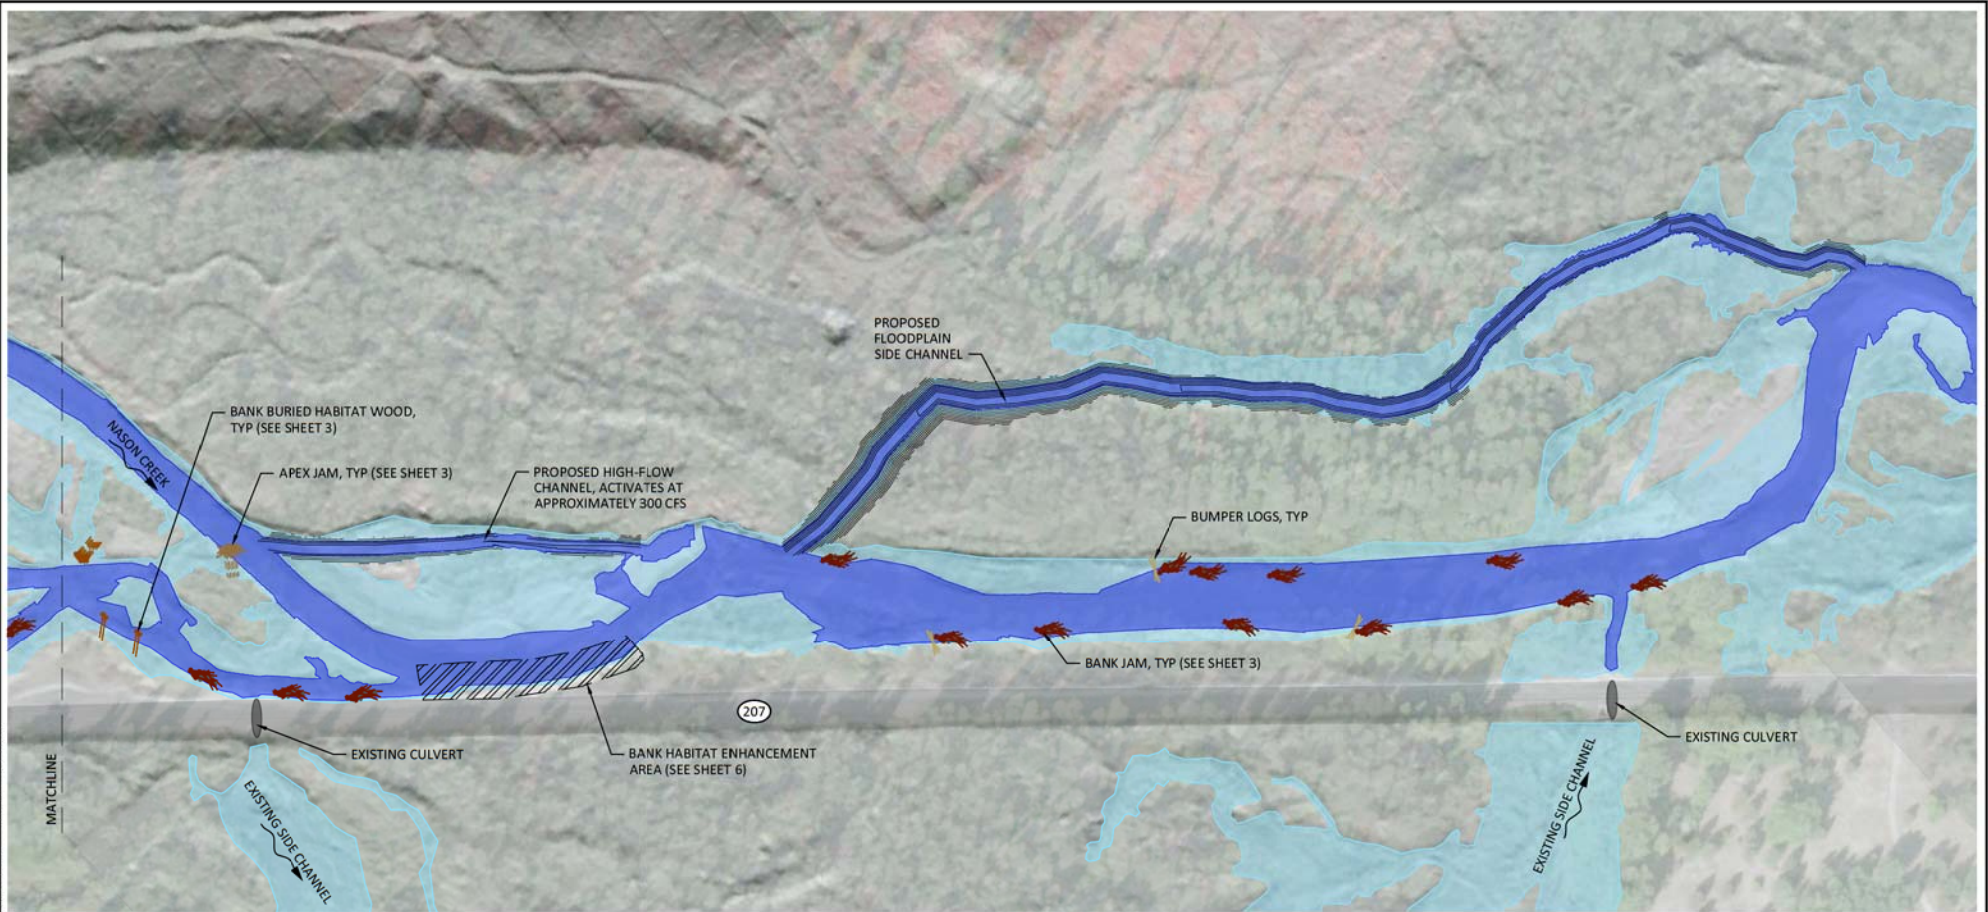 PROPOSED
FLOODPLAIN
SIDE CHANNEL
BANK BURIED HABITAT WOOD,
TYP (SEE SHEET 3)
NASON CREEK
APEX JAM, TYP (SEE SHEET 3)
PROPOSED HIGH-FLOW
CHANNEL, ACTIVATES AT
APPROXIMATELY 300 CFS
BUMPER LOGS, TYP
BANK JAM, TYP (SEE SHEET 3)
207
EXISTING CULVERT
BANK HABITAT ENHANCEMENT
AREA (SEE SHEET 6)
EXISTING CULVERT
MATCHLINE
EXISTING SIDE CHANNEL
EXISTING SIDE CHANNEL